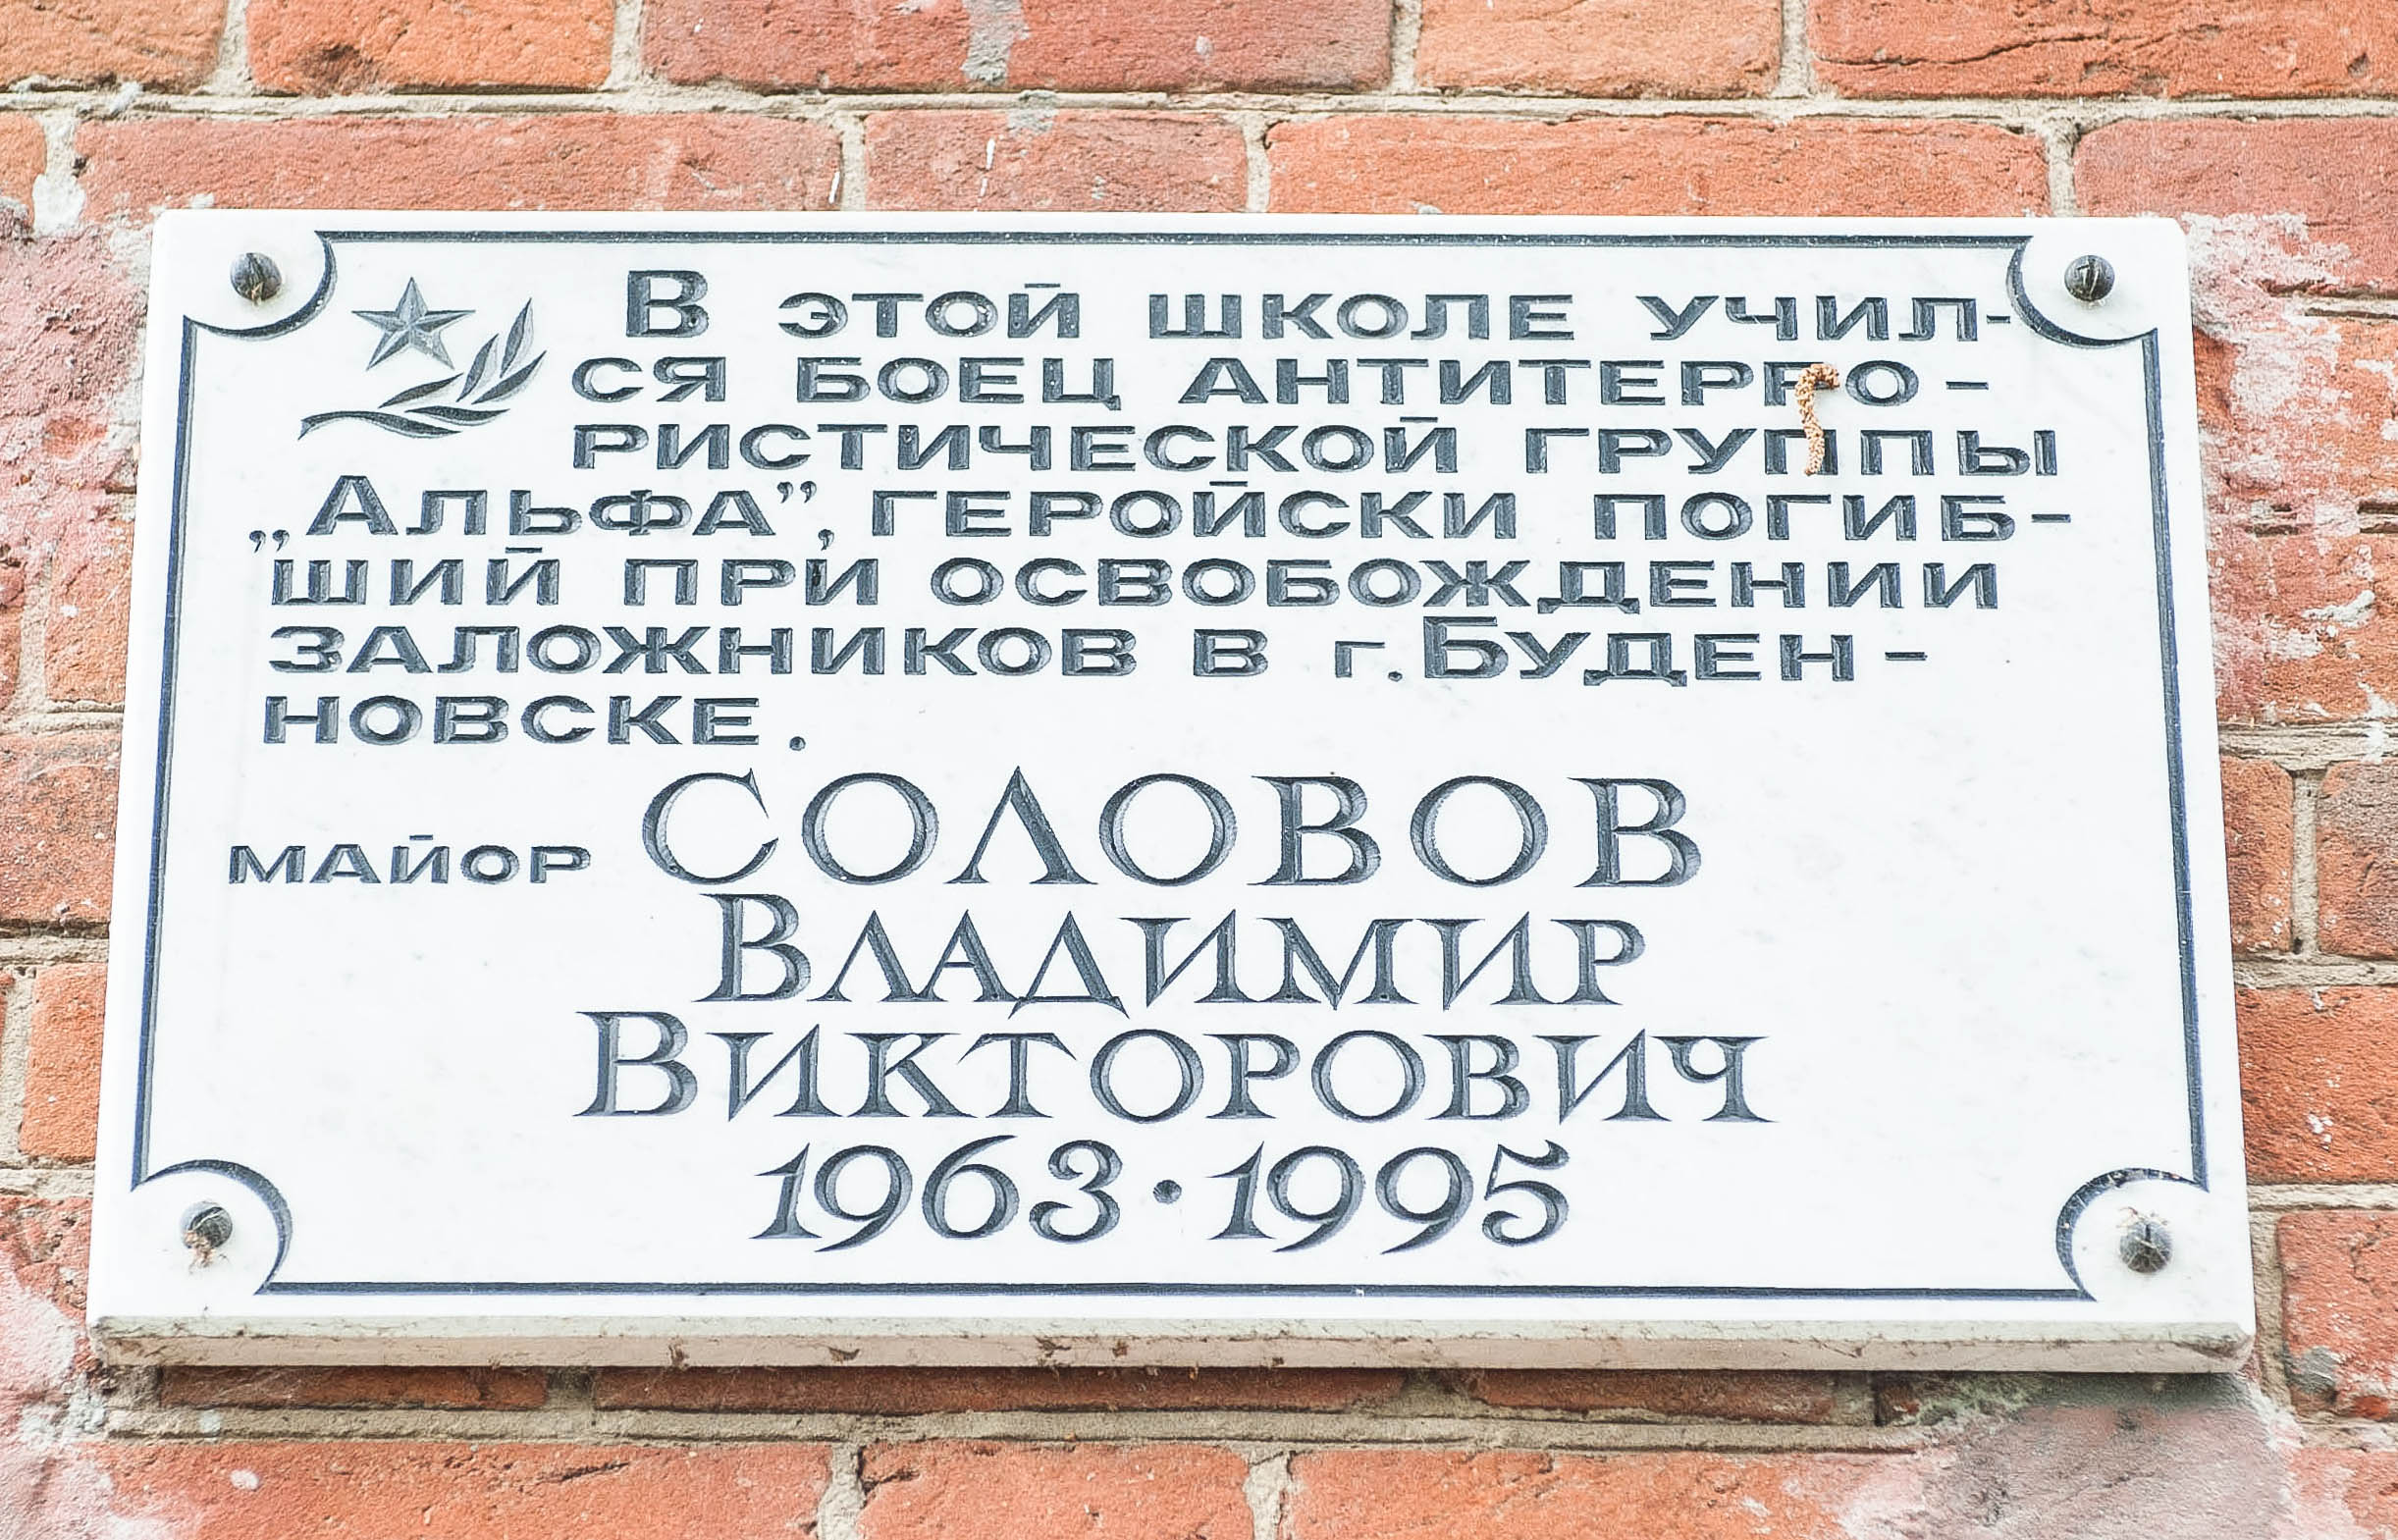 В этой школе учил-
ся боец антитерро-
ристической группы
„Альфа”, геройски погиб-
ший при освобождении
заложников в г. Буден-
новске.
майор СОЛОВОВ
ВЛАДИМИР
ВИКТОРОВИЧ
1963·1995